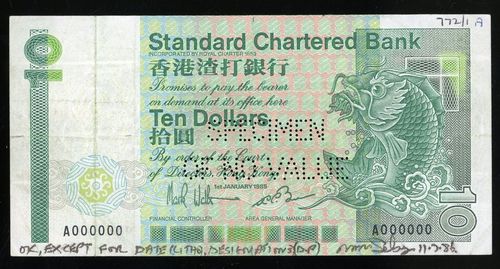 772/1 A
10
Standard Chartered Bank
INCORPORATED BY ROYAL CHARTER 1853
香港渣打銀行
Promises to pay the bearer
on demand at its office here
Ten Dollars
拾圓
SPECIMEN
OF NO VALUE
By order of the Court
of Directors, Hong Kong
1st JANUARY 1985
FINANCIAL CONTROLLER
AREA GENERAL MANAGER
A000000
A000000
10
OK, EXCEPT FOR DATE (LITHO, DESIGNATIONS (D.P)
11.7.86